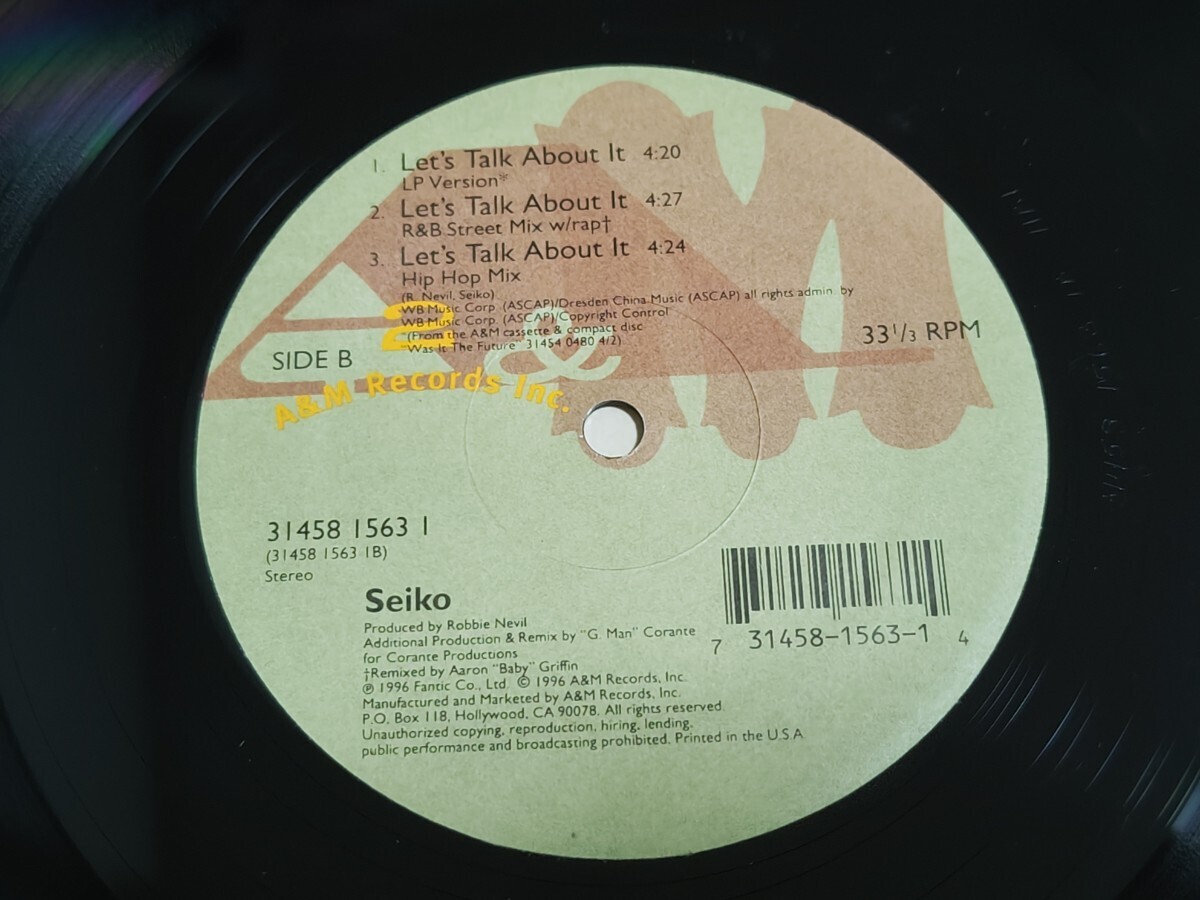 1. Let's Talk About It 4:20
LP Version*
2. Let's Talk About It 4:27
R&B Street Mix w/rap†
3. Let's Talk About It 4:24
Hip Hop Mix
(R. Nevil, Seiko)
WB Music Corp. (ASCAP)/Dresden China Music (ASCAP) all rights admin by
WB Music Corp. (ASCAP)/Copyright Control
(From the A&M cassette & compact disc
Was It The Future 31454 0480 4/2)
SIDE B
2
33 1/3 RPM
A&M Records Inc.
31458 1563 1
(31458 1563 1B)
Stereo
Seiko
Produced by Robbie Nevil
Additional Production & Remix by "G. Man" Corante
for Corante Productions
†Remixed by Aaron "Baby" Griffin
℗ 1996 Fantic Co., Ltd. © 1996 A&M Records, Inc.
Manufactured and Marketed by A&M Records, Inc.
P.O. Box 118, Hollywood, CA 90078. All rights reserved.
Unauthorized copying, reproduction, hiring, lending,
public performance and broadcasting prohibited. Printed in the U.S.A
7 31458-1563-1 4